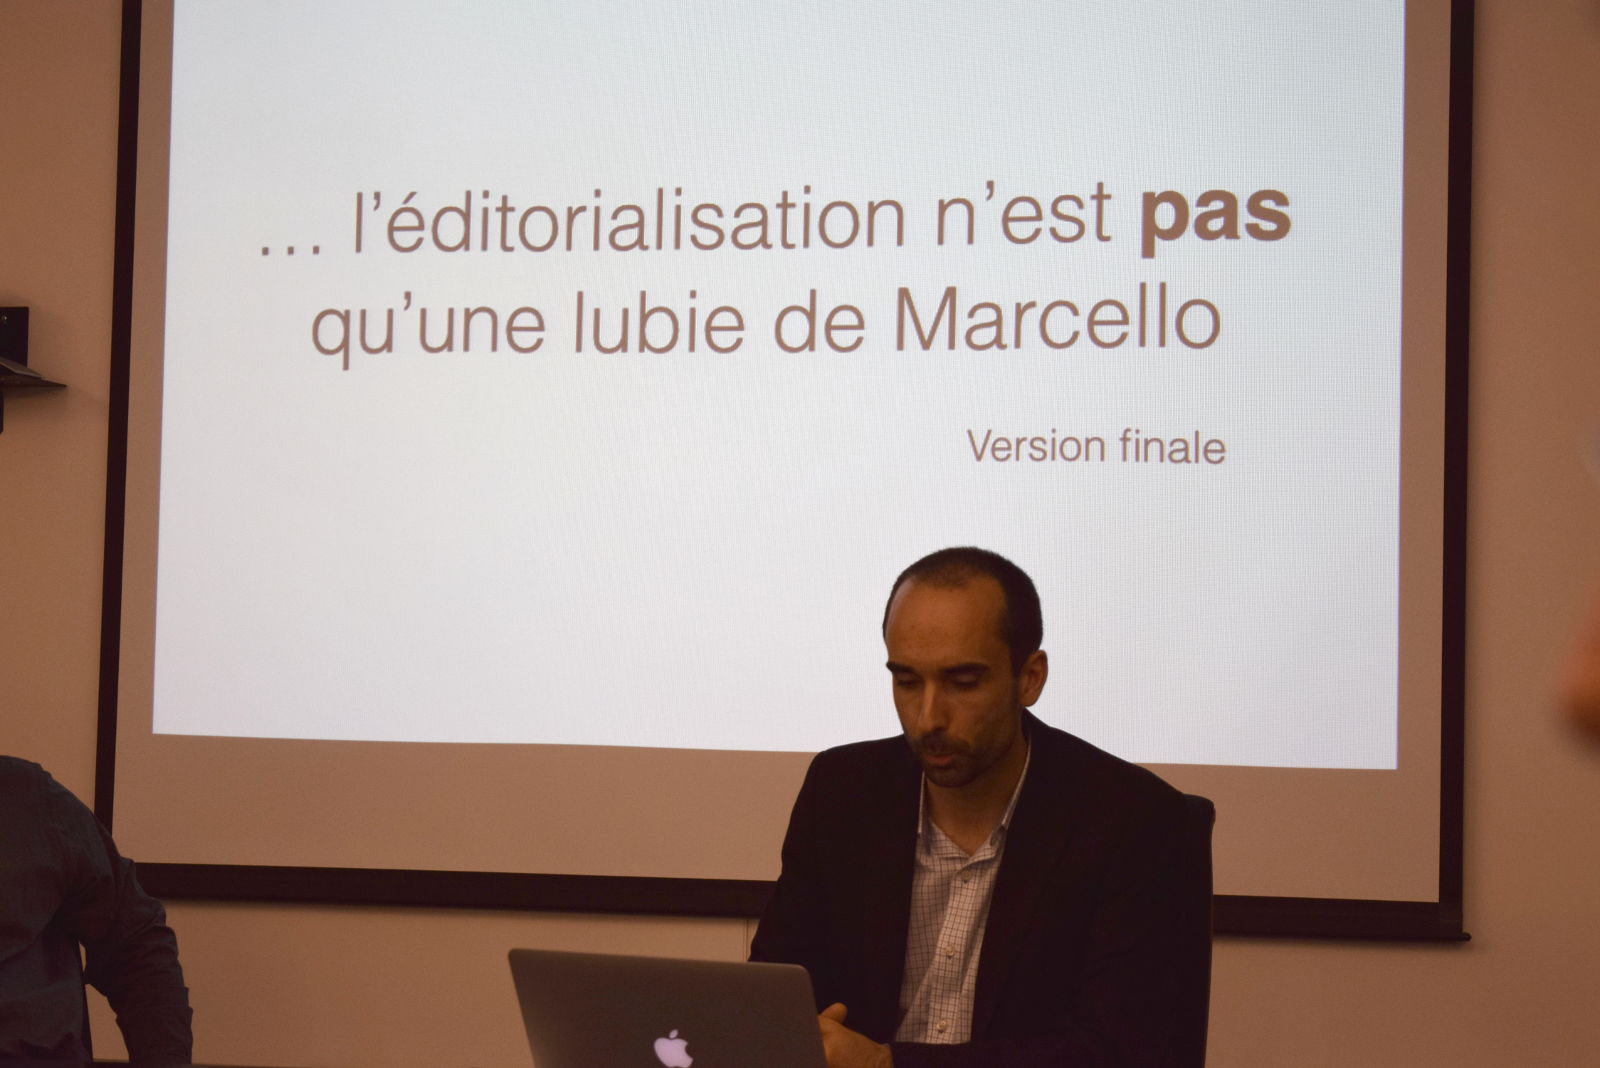 … l’éditorialisation n’est pas
qu’une lubie de Marcello
Version finale